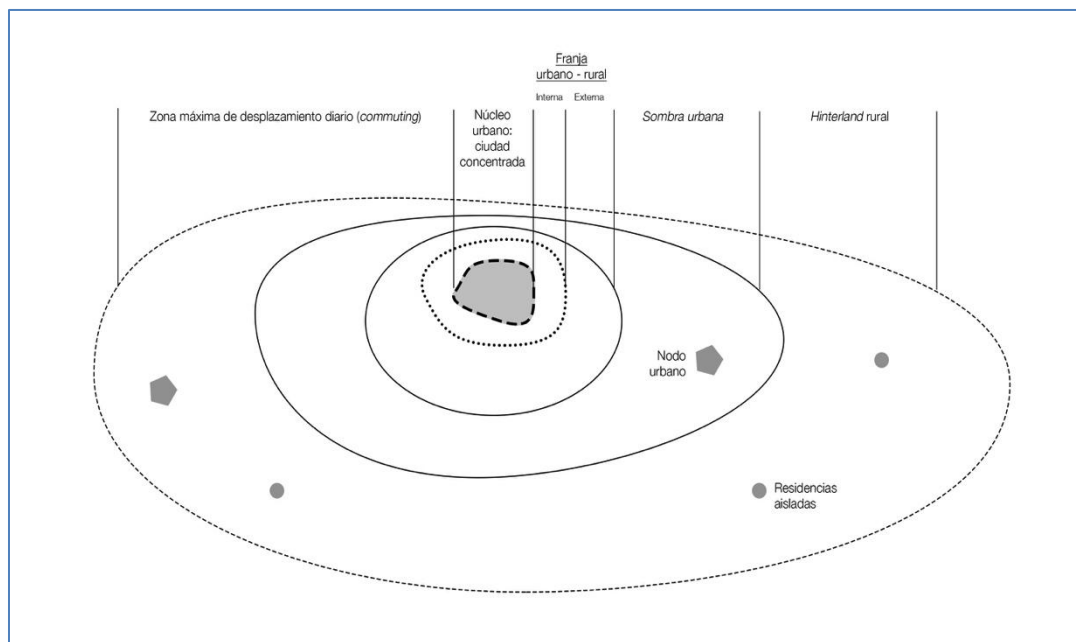 Franja
urbano - rural
Interna Externa
Zona máxima de desplazamiento diario (commuting)
Núcleo
urbano:
ciudad
concentrada
Sombra urbana
Hinterland rural
Nodo
urbano
Residencias
aisladas